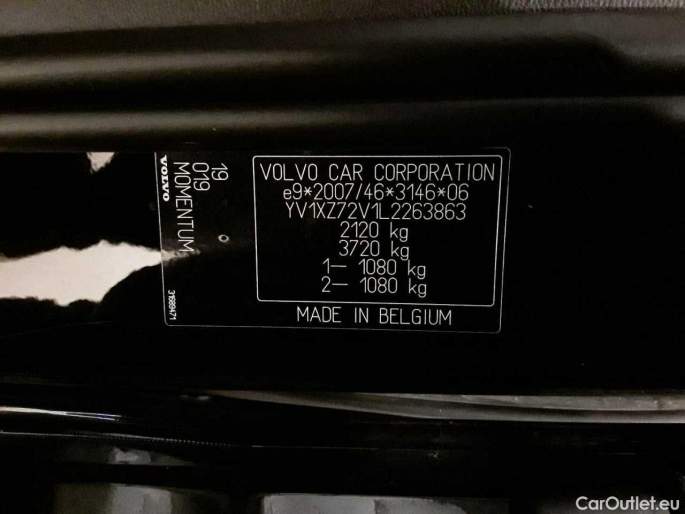 VOLVO CAR CORPORATION
e9*2007/46*3146*06
YV1XZ72V1L2263863
2120 kg
3720 kg
1— 1080 kg
2— 1080 kg
MADE IN BELGIUM
19
019
MOMENTUM
VOLVO
31689471
CarOutlet.eu